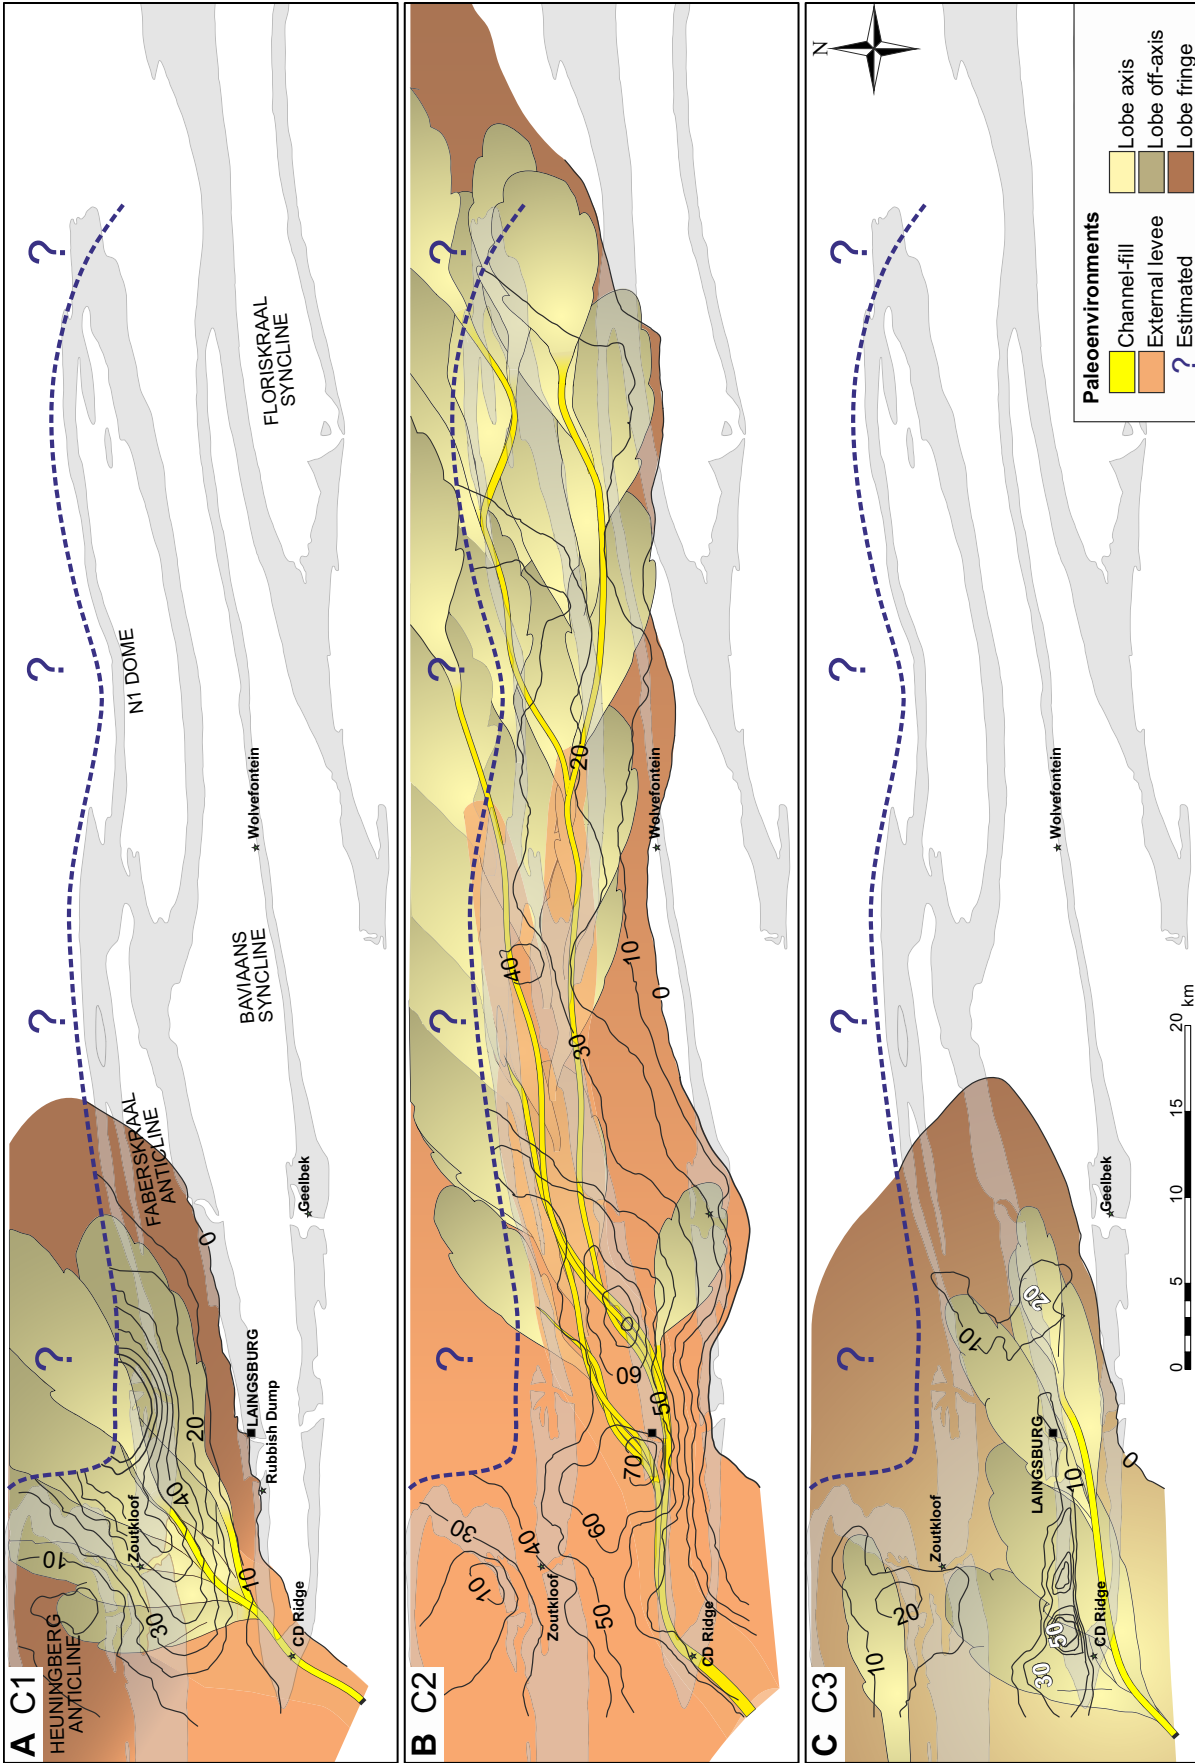 A C1
HEUNINGBERG
ANTICLINE
10
30
Zoutkloof
40
20
10
CD Ridge
LAINGSBURG
Rubbish Dump
0
FABERSKRAAL
ANTICLINE
Geelbek
BAVIAANS
SYNCLINE
Wolvefontein
N1 DOME
FLORISKRAAL
SYNCLINE
?
?
?
?
B C2
10
30
40
Zoutkloof
50
60
CD Ridge
70
50
60
30
40
10
0
20
Wolvefontein
?
?
?
?
C C3
10
20
Zoutkloof
30
50
CD Ridge
LAINGSBURG
10
0
10
20
Geelbek
Wolvefontein
?
?
?
?
0 5 10 15 20 km
N
Paleoenvironments
Channel-fill
External levee
? Estimated
Lobe axis
Lobe off-axis
Lobe fringe